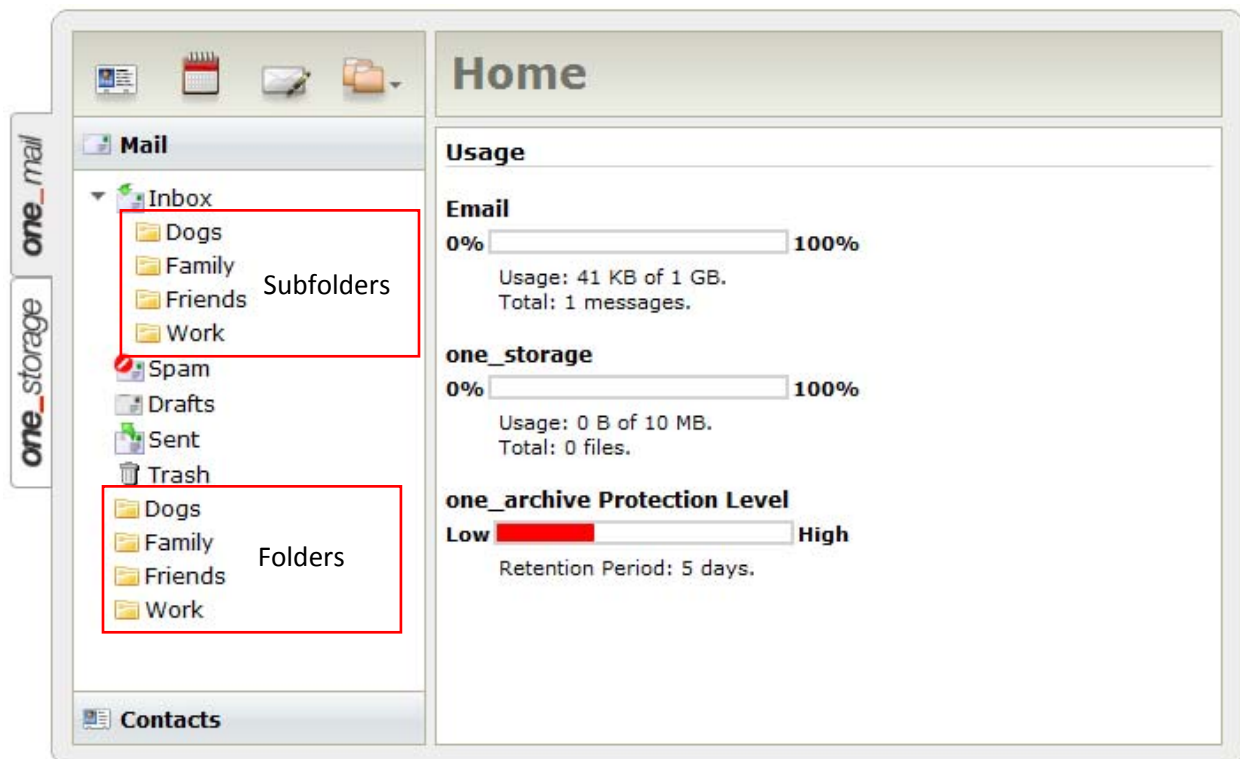 one_mail
one_storage
Mail
Inbox
Dogs
Family
Friends
Work
Subfolders
Spam
Drafts
Sent
Trash
Dogs
Family
Friends
Work
Folders
Contacts
Home
Usage
Email
0% 100%
Usage: 41 KB of 1 GB.
Total: 1 messages.
one_storage
0% 100%
Usage: 0 B of 10 MB.
Total: 0 files.
one_archive Protection Level
Low High
Retention Period: 5 days.